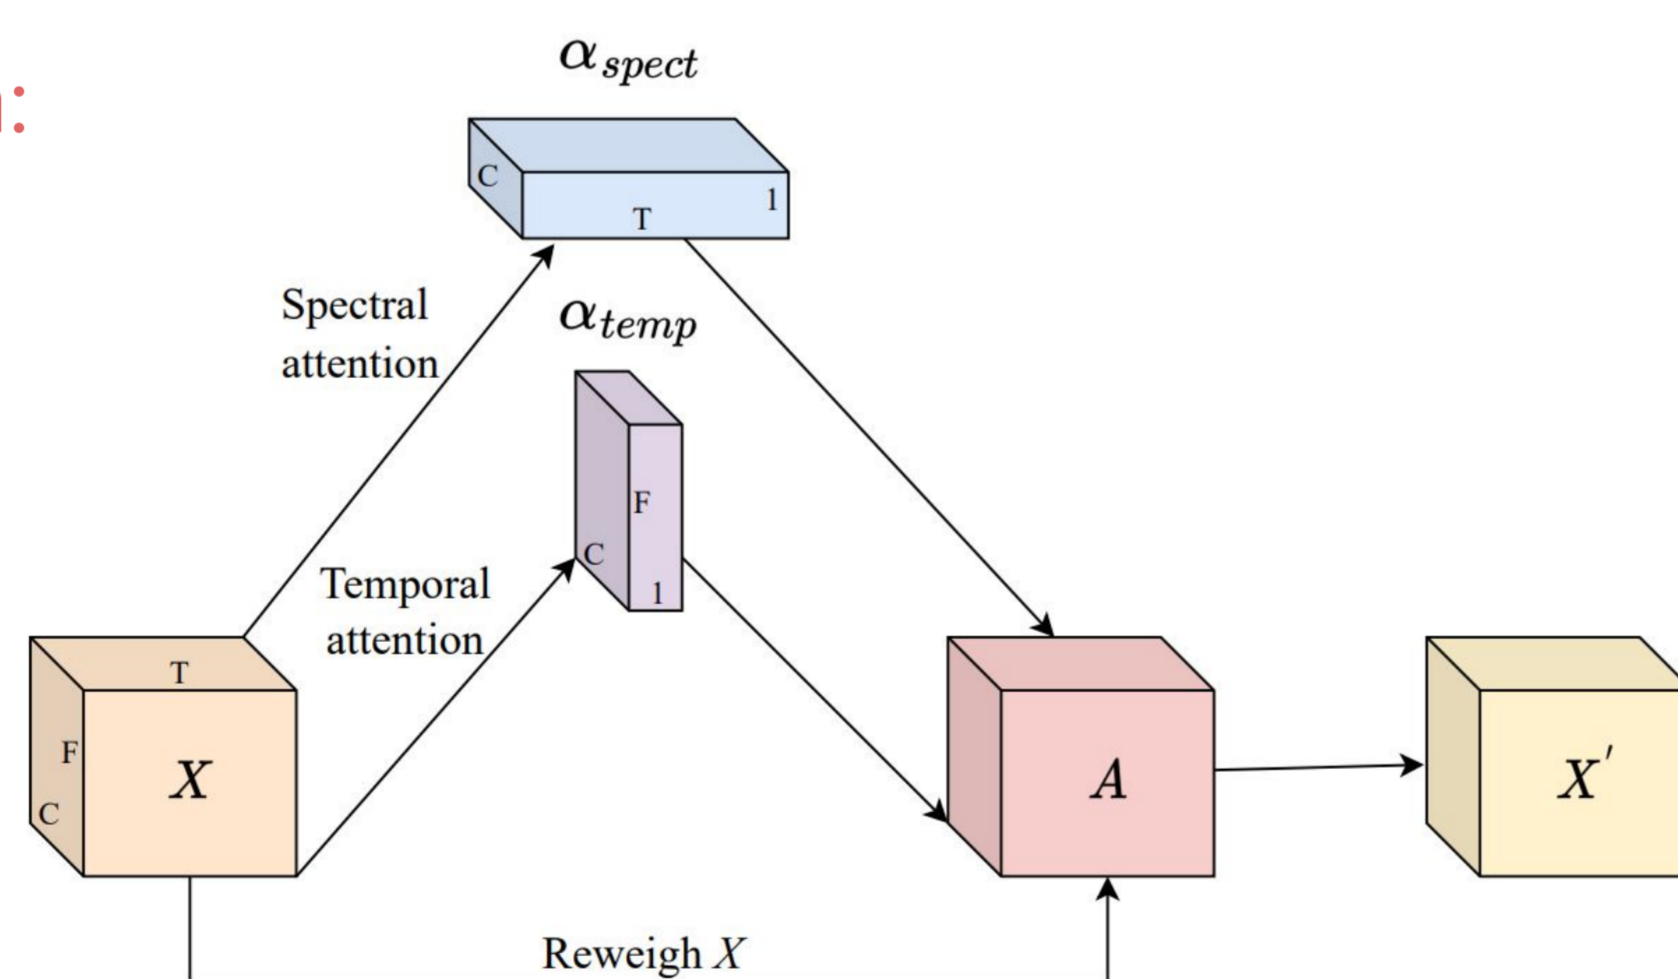 :
α_spect
C
T
1
Spectral
attention
α_temp
F
C
1
Temporal
attention
T
F
C
X
A
X′
Reweigh X